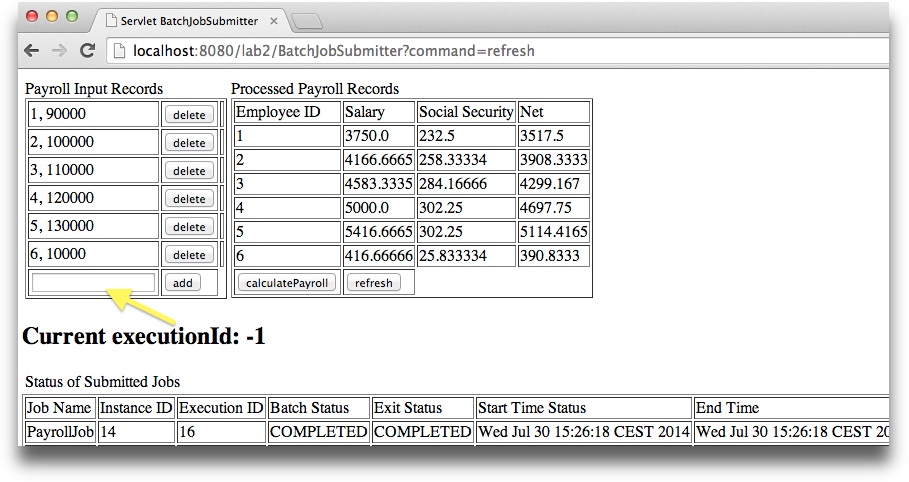 Servlet BatchJobSubmitter
localhost:8080/lab2/BatchJobSubmitter?command=refresh
Payroll Input Records
1, 90000 delete
2, 100000 delete
3, 110000 delete
4, 120000 delete
5, 130000 delete
6, 10000 delete
add
Processed Payroll Records
Employee ID Salary Social Security Net
1 3750.0 232.5 3517.5
2 4166.6665 258.33334 3908.3333
3 4583.3335 284.16666 4299.167
4 5000.0 302.25 4697.75
5 5416.6665 302.25 5114.4165
6 416.66666 25.833334 390.8333
calculatePayroll refresh
Current executionId: -1
Status of Submitted Jobs
Job Name Instance ID Execution ID Batch Status Exit Status Start Time Status End Time
PayrollJob 14 16 COMPLETED COMPLETED Wed Jul 30 15:26:18 CEST 2014 Wed Jul 30 15:26:18 CEST 20